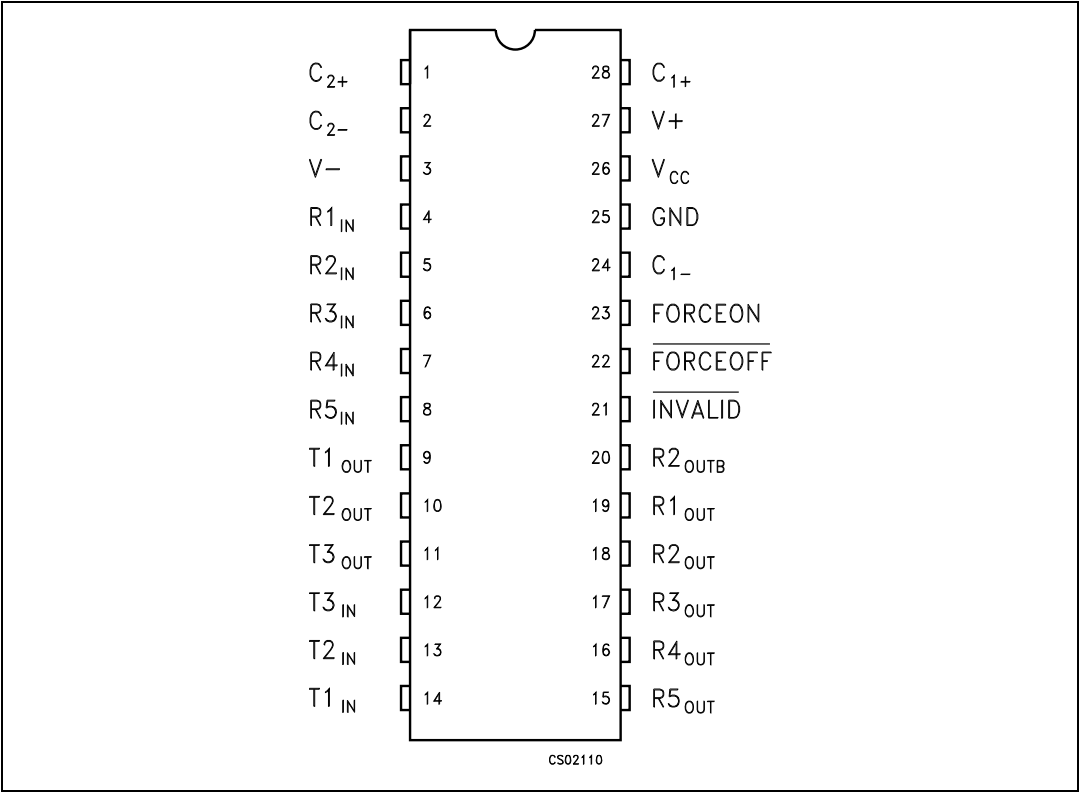 C2+ 1 28 C1+
C2− 2 27 V+
V− 3 26 VCC
R1IN 4 25 GND
R2IN 5 24 C1−
R3IN 6 23 FORCEON
R4IN 7 22 FORCEOFF
R5IN 8 21 INVALID
T1OUT 9 20 R2OUTB
T2OUT 10 19 R1OUT
T3OUT 11 18 R2OUT
T3IN 12 17 R3OUT
T2IN 13 16 R4OUT
T1IN 14 15 R5OUT
CS02110